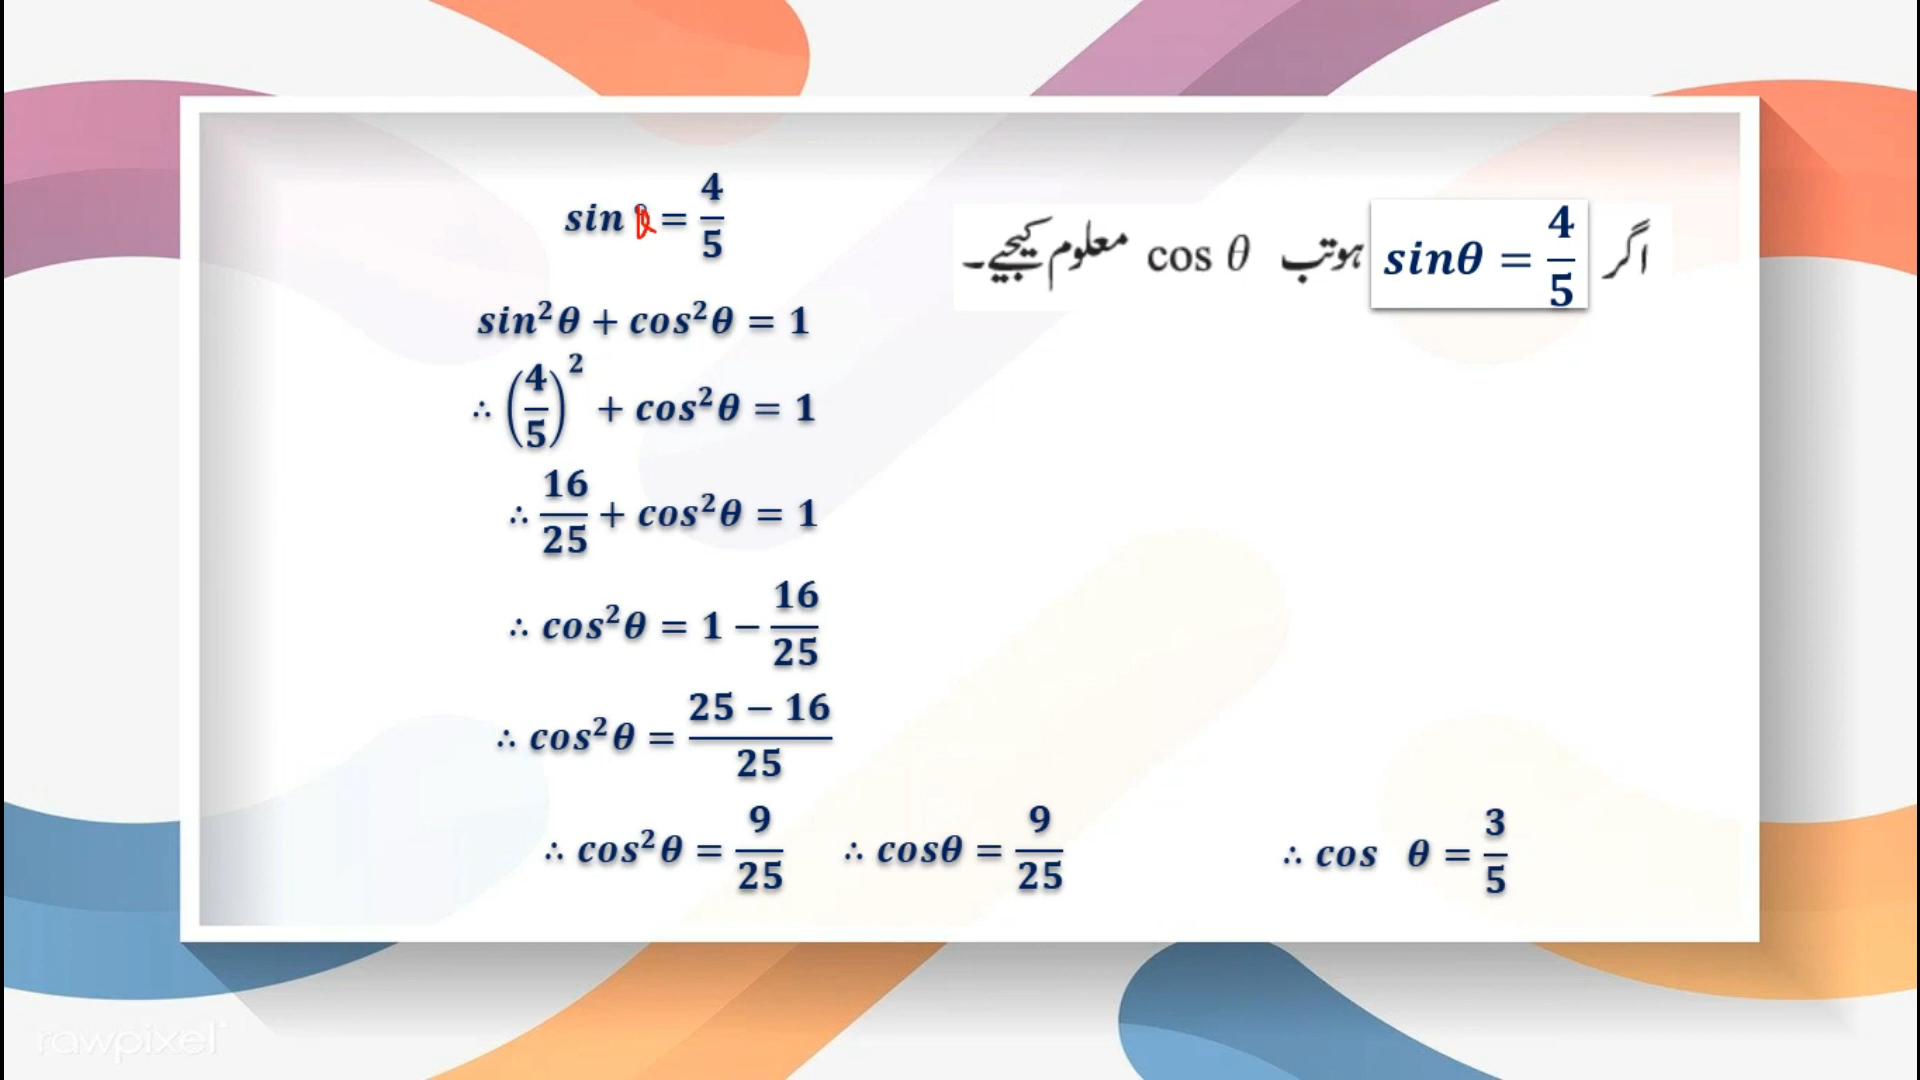 اگر sinθ = 4/5 ہوتب cos θ معلوم کیجیے۔
sin θ = 4/5
sin²θ + cos²θ = 1
∴ (4/5)² + cos²θ = 1
∴ 16/25 + cos²θ = 1
∴ cos²θ = 1 − 16/25
∴ cos²θ = (25 − 16)/25
∴ cos²θ = 9/25 ∴ cosθ = 9/25 ∴ cos θ = 3/5
rawpixel